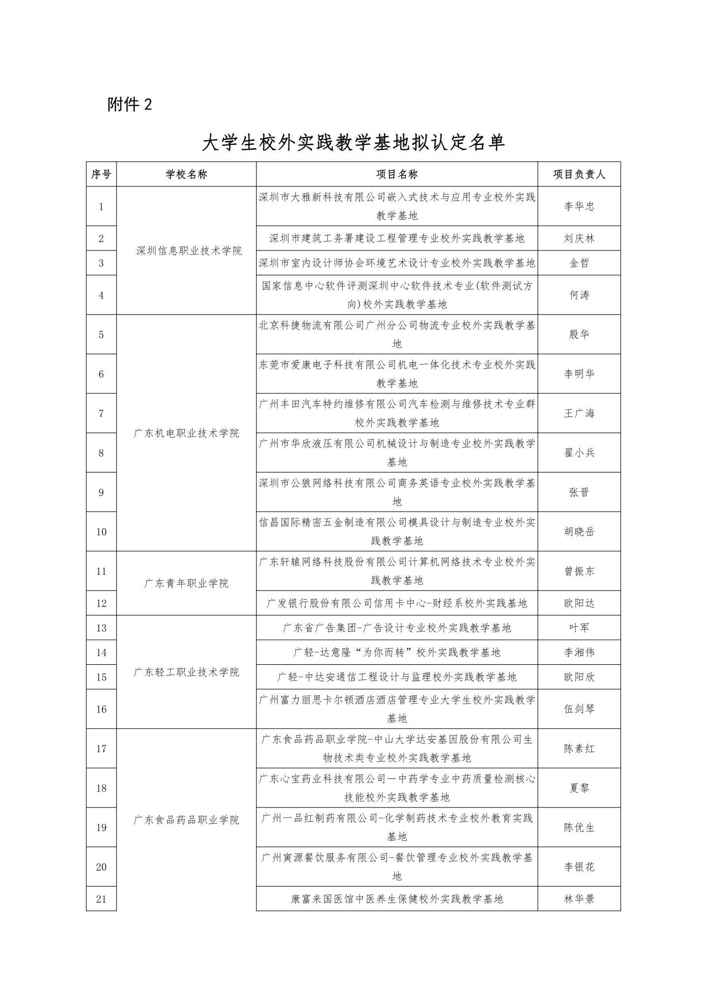 附件2
大学生校外实践教学基地拟认定名单
序号 学校名称 项目名称 项目负责人
深圳信息职业技术学院
1 深圳市大雅新科技有限公司嵌入式技术与应用专业校外实践
教学基地 李华忠
2 深圳市建筑工务署建设工程管理专业校外实践教学基地 刘庆林
3 深圳市室内设计师协会环境艺术设计专业校外实践教学基地 金哲
4 国家信息中心软件评测深圳中心软件技术专业(软件测试方
向)校外实践教学基地 何涛
广东机电职业技术学院
5 北京科捷物流有限公司广州分公司物流专业校外实践教学基
地 殷华
6 东莞市爱康电子科技有限公司机电一体化技术专业校外实践
教学基地 李明华
7 广州丰田汽车特约维修有限公司汽车检测与维修技术专业群
校外实践教学基地 王广海
8 广州市华欣液压有限公司机械设计与制造专业校外实践教学
基地 翟小兵
9 深圳市公狼网络科技有限公司商务英语专业校外实践教学基
地 张晋
10 信昌国际精密五金制造有限公司模具设计与制造专业校外实
践教学基地 胡晓岳
广东青年职业学院
11 广东轩辕网络科技股份有限公司计算机网络技术专业校外实
践教学基地 曾振东
12 广发银行股份有限公司信用卡中心-财经系校外实践基地 欧阳达
广东轻工职业技术学院
13 广东省广告集团-广告设计专业校外实践教学基地 叶军
14 广轻-达意隆“为你而转”校外实践教学基地 李湘伟
15 广轻-中达安通信工程设计与监理校外实践教学基地 欧阳欣
16 广州富力丽思卡尔顿酒店酒店管理专业大学生校外实践教学
基地 伍剑琴
广东食品药品职业学院
17 广东食品药品职业学院-中山大学达安基因股份有限公司生
物技术类专业校外实践教学基地 陈素红
18 广东心宝药业科技有限公司—中药学专业中药质量检测核心
技能校外实践教学基地 夏黎
19 广州一品红制药有限公司-化学制药技术专业校外教育实践
基地 陈优生
20 广州寅源餐饮服务有限公司-餐饮管理专业校外实践教学基
地 李银花
21 康富来国医馆中医养生保健校外实践教学基地 林华景